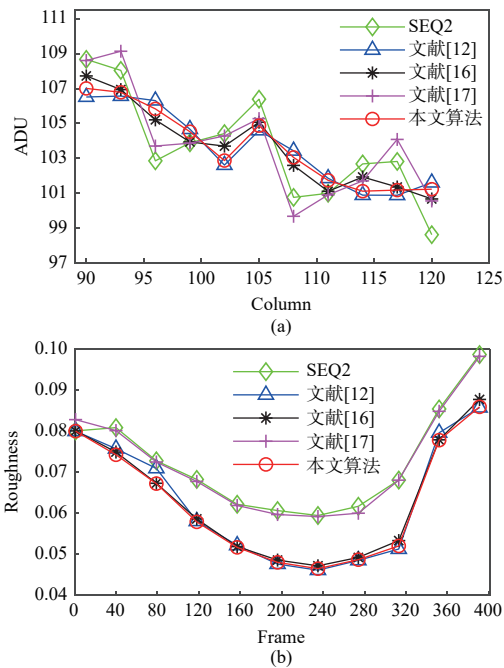 111
109
107
105
103
101
99
97
ADU
SEQ2
文献[12]
文献[16]
文献[17]
本文算法
90 95 100 105 110 115 120 125
Column
(a)
0.10
0.09
0.08
0.07
0.06
0.05
0.04
Roughness
SEQ2
文献[12]
文献[16]
文献[17]
本文算法
0 40 80 120 160 200 240 280 320 360 400
Frame
(b)